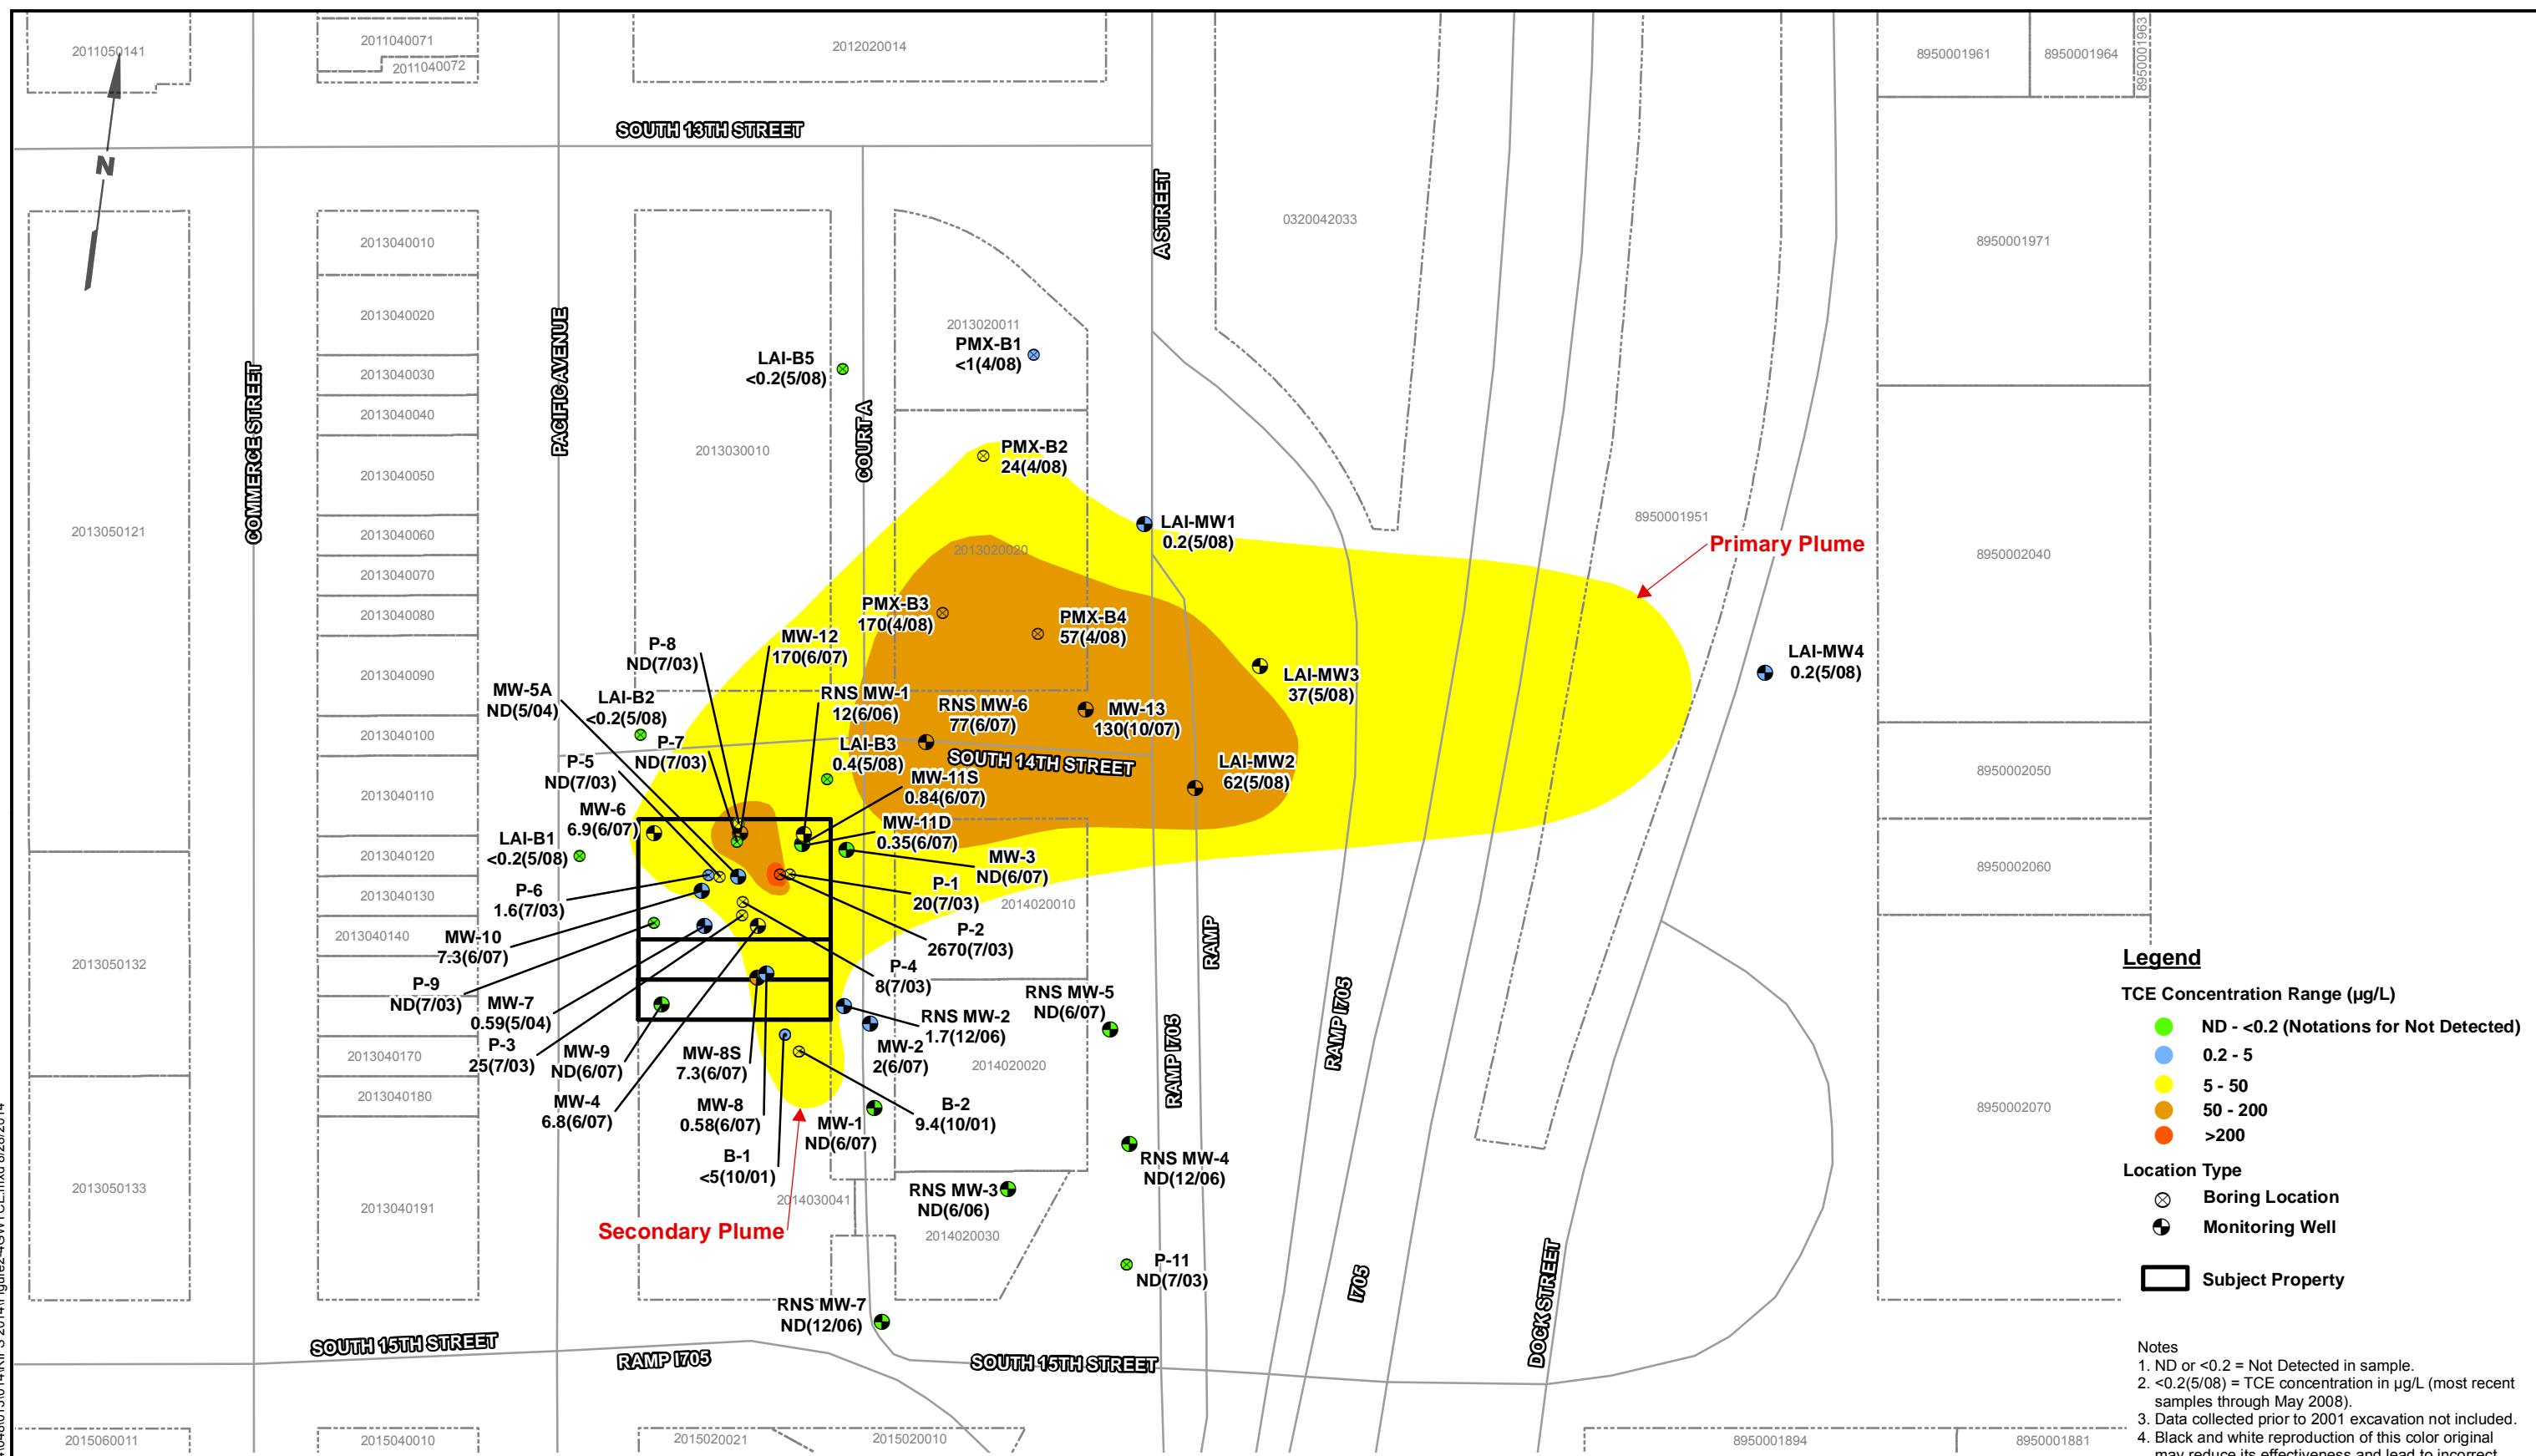 2011050141
2011040071
2011040072
2012020014
8950001961
8950001964
8950001963
SOUTH 13TH STREET
N
A STREET
0320042033
8950001971
2013040010
2013040020
2013040030
2013040040
2013040050
2013040060
2013040070
2013040080
2013040090
2013040100
2013040110
2013040120
2013040130
2013040140
2013040170
2013040180
2013040191
2013050121
2013050132
2013050133
COMMERCE STREET
PACIFIC AVENUE
COURT A
2013030010
2013020011
PMX-B1
<1(4/08)
LAI-B5
<0.2(5/08)
PMX-B2
24(4/08)
LAI-MW1
0.2(5/08)
2013020020
8950001951
Primary Plume
8950002040
PMX-B3
170(4/08)
PMX-B4
57(4/08)
P-8
ND(7/03)
MW-12
170(6/07)
LAI-MW3
37(5/08)
LAI-MW4
0.2(5/08)
MW-5A
ND(5/04)
LAI-B2
<0.2(5/08)
RNS MW-1
12(6/06)
RNS MW-6
77(6/07)
MW-13
130(10/07)
P-7
ND(7/03)
LAI-B3
0.4(5/08)
SOUTH 14TH STREET
LAI-MW2
62(5/08)
8950002050
P-5
ND(7/03)
MW-11S
0.84(6/07)
MW-6
6.9(6/07)
MW-11D
0.35(6/07)
LAI-B1
<0.2(5/08)
MW-3
ND(6/07)
8950002060
P-6
1.6(7/03)
P-1
20(7/03)
2014020010
MW-10
7.3(6/07)
P-2
2670(7/03)
RAMP
P-9
ND(7/03)
P-4
8(7/03)
MW-7
0.59(5/04)
RNS MW-2
1.7(12/06)
RNS MW-5
ND(6/07)
P-3
25(7/03)
MW-9
ND(6/07)
MW-8S
7.3(6/07)
MW-2
2(6/07)
2014020020
RAMP I705
RAMP I705
MW-4
6.8(6/07)
MW-8
0.58(6/07)
MW-1
ND(6/07)
B-2
9.4(10/01)
8950002070
B-1
<5(10/01)
RNS MW-4
ND(12/06)
2014030041
RNS MW-3
ND(6/06)
Secondary Plume
2014020030
P-11
ND(7/03)
I705
DOCK STREET
RNS MW-7
ND(12/06)
SOUTH 15TH STREET
RAMP I705
SOUTH 15TH STREET
2015060011
2015040010
2015020021
2015020010
8950001894
8950001881
Legend
TCE Concentration Range (µg/L)
ND - <0.2 (Notations for Not Detected)
0.2 - 5
5 - 50
50 - 200
>200
Location Type
Boring Location
Monitoring Well
Subject Property
Notes
1. ND or <0.2 = Not Detected in sample.
2. <0.2(5/08) = TCE concentration in µg/L (most recent
samples through May 2008).
3. Data collected prior to 2001 excavation not included.
4. Black and white reproduction of this color original
may reduce its effectiveness and lead to incorrect